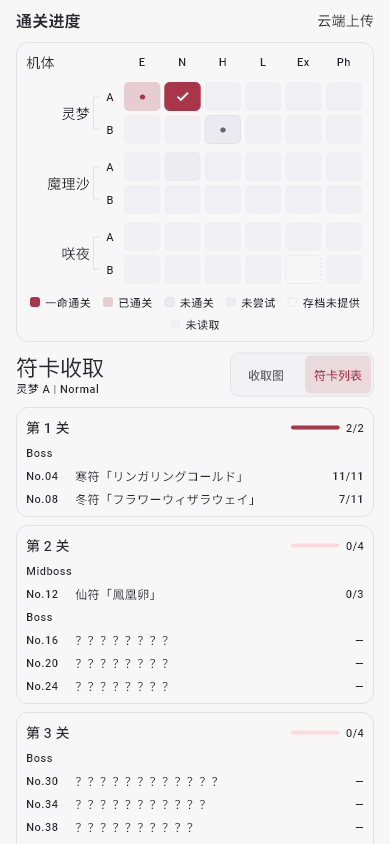 通关进度
云端上传
机体 E N H L Ex Ph
灵梦
A
B
魔理沙
A
B
咲夜
A
B
一命通关 已通关 未通关 未尝试 存档未提供
未读取
符卡收取
灵梦 A | Normal
收取图 符卡列表
第 1 关 2/2
Boss
No.04 寒符「リンガリングコールド」 11/11
No.08 冬符「フラワーウィザラウェイ」 7/11
第 2 关 0/4
Midboss
No.12 仙符「鳳凰卵」 0/3
Boss
No.16 ？？？？？？？？ –
No.20 ？？？？？？？？ –
No.24 ？？？？？？？？ –
第 3 关 0/4
Boss
No.30 ？？？？？？？？？？？？ –
No.34 ？？？？？？？？？？？ –
No.38 ？？？？？？？？？？ –